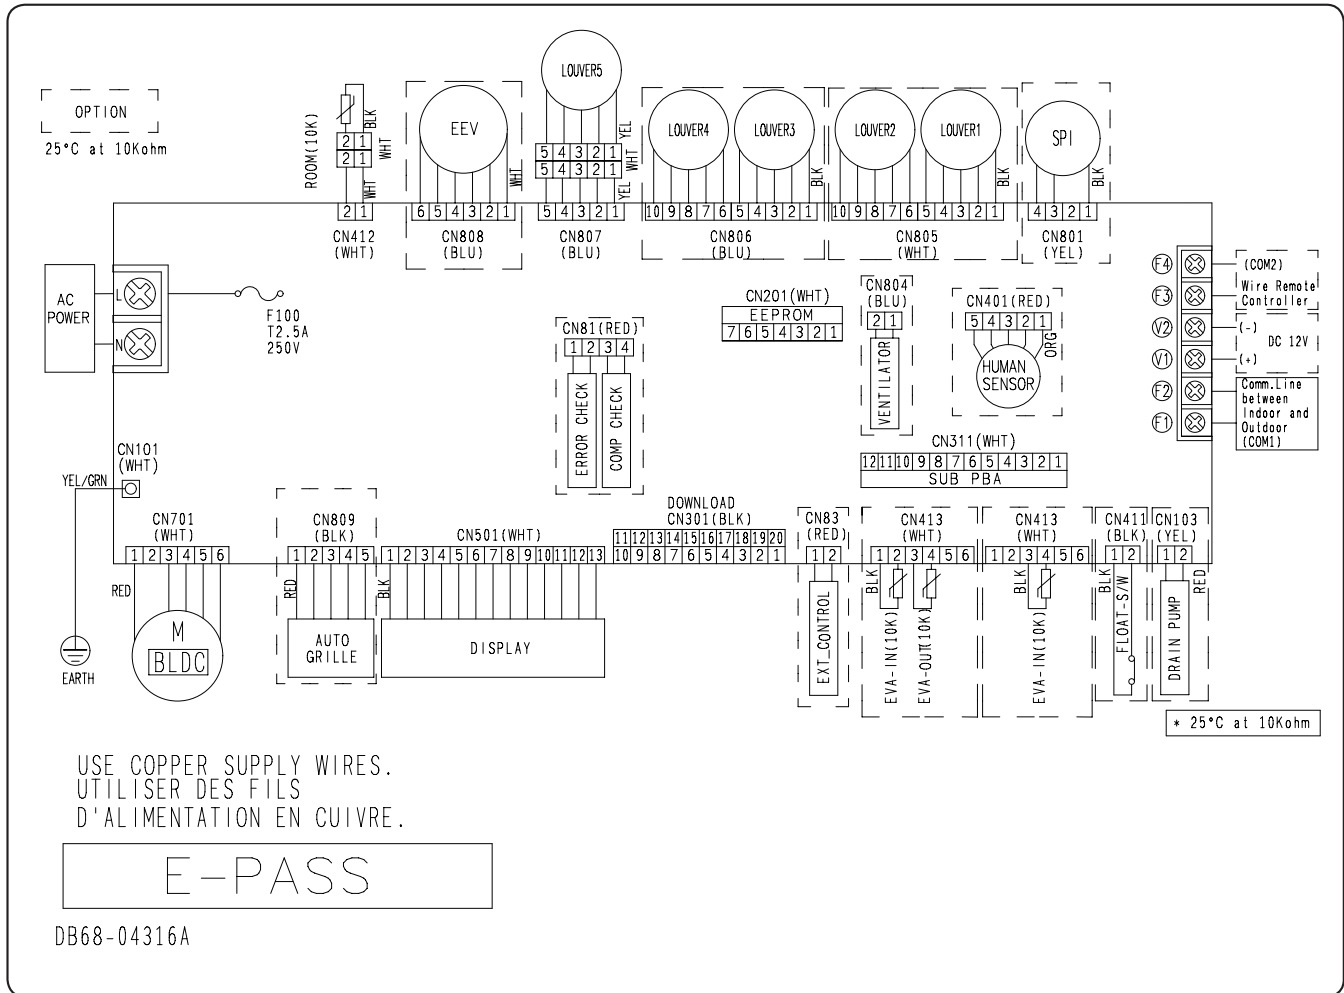 OPTION
25°C at 10Kohm
ROOM(10K)
BLK
2 1
2 1
WHT
WHT
2 1
CN412
(WHT)
EEV
WHT
6 5 4 3 2 1
CN808
(BLU)
LOUVER5
YEL
5 4 3 2 1
5 4 3 2 1
WHT
YEL
5 4 3 2 1
CN807
(BLU)
LOUVER4
LOUVER3
BLK
10 9 8 7 6 5 4 3 2 1
CN806
(BLU)
LOUVER2
LOUVER1
BLK
10 9 8 7 6 5 4 3 2 1
CN805
(WHT)
SPI
BLK
4 3 2 1
CN801
(YEL)
AC
POWER
L
N
F100
T2.5A
250V
CN81(RED)
1 2 3 4
ERROR CHECK
COMP CHECK
CN201(WHT)
EEPROM
7 6 5 4 3 2 1
CN804
(BLU)
2 1
VENTILATOR
CN401(RED)
5 4 3 2 1
ORG
HUMAN
SENSOR
F4
F3
V2
V1
F2
F1
(COM2)
Wire Remote
Controller
(-)
DC 12V
(+)
Comm.Line
between
Indoor and
Outdoor
(COM1)
CN311(WHT)
12 11 10 9 8 7 6 5 4 3 2 1
SUB PBA
CN101
(WHT)
YEL/GRN
EARTH
CN701
(WHT)
1 2 3 4 5 6
RED
M
BLDC
CN809
(BLK)
1 2 3 4 5
RED
AUTO
GRILLE
CN501(WHT)
1 2 3 4 5 6 7 8 9 10 11 12 13
BLK
DISPLAY
DOWNLOAD
CN301(BLK)
11 12 13 14 15 16 17 18 19 20
10 9 8 7 6 5 4 3 2 1
CN83
(RED)
1 2
EXT_CONTROL
CN413
(WHT)
1 2 3 4 5 6
BLK
EVA-IN(10K)
EVA-OUT(10K)
CN413
(WHT)
1 2 3 4 5 6
BLK
EVA-IN(10K)
CN411
(BLK)
1 2
BLK
FLOAT-S/W
CN103
(YEL)
1 2
RED
DRAIN PUMP
* 25°C at 10Kohm
USE COPPER SUPPLY WIRES.
UTILISER DES FILS
D'ALIMENTATION EN CUIVRE.
E-PASS
DB68-04316A